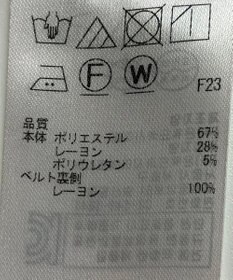 F
W
F23
品質
本体 ポリエステル 67%
レーヨン 28%
ポリウレタン 5%
ベルト裏側
レーヨン 100%